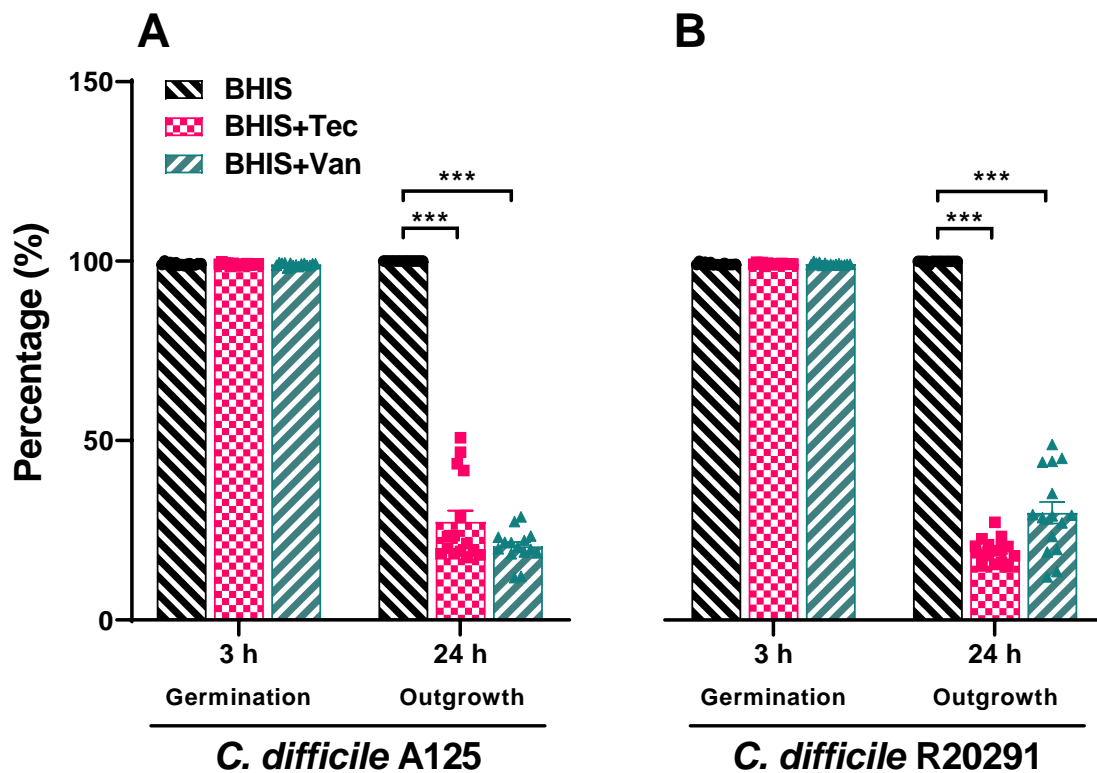 A
B
Percentage (%)
150
100
50
0
BHIS
BHIS+Tec
BHIS+Van
***
***
***
***
3 h
24 h
3 h
24 h
Germination
Outgrowth
Germination
Outgrowth
C. difficile A125
C. difficile R20291